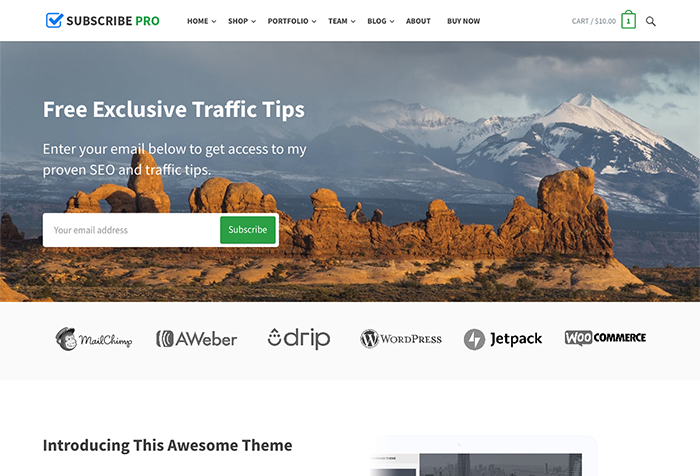 SUBSCRIBE PRO
HOME SHOP PORTFOLIO TEAM BLOG ABOUT BUY NOW
CART / $10.00 1
Free Exclusive Traffic Tips
Enter your email below to get access to my
proven SEO and traffic tips.
Your email address Subscribe
MailChimp AWeber drip WORDPRESS Jetpack WOO COMMERCE
Introducing This Awesome Theme